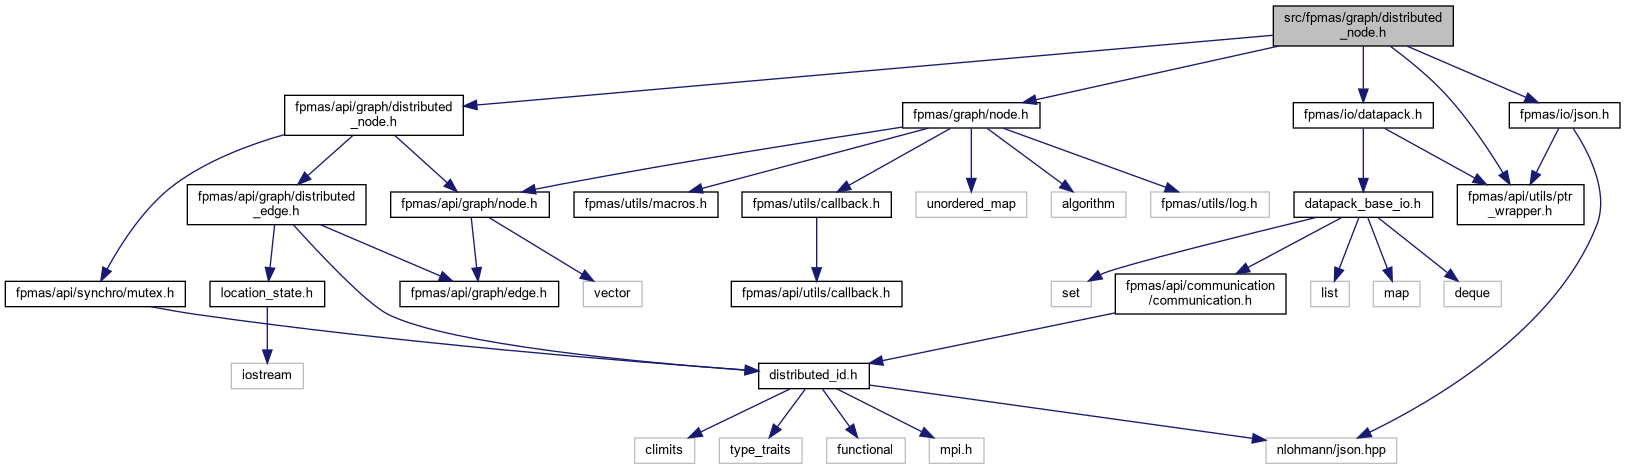 src/fpmas/graph/distributed
_node.h
fpmas/api/graph/distributed
_node.h
fpmas/graph/node.h
fpmas/io/datapack.h
fpmas/io/json.h
fpmas/api/graph/distributed
_edge.h
fpmas/api/graph/node.h
fpmas/utils/macros.h
fpmas/utils/callback.h
unordered_map
algorithm
fpmas/utils/log.h
datapack_base_io.h
fpmas/api/utils/ptr
_wrapper.h
fpmas/api/synchro/mutex.h
location_state.h
fpmas/api/graph/edge.h
vector
fpmas/api/utils/callback.h
set
fpmas/api/communication
/communication.h
list
map
deque
iostream
distributed_id.h
climits
type_traits
functional
mpi.h
nlohmann/json.hpp